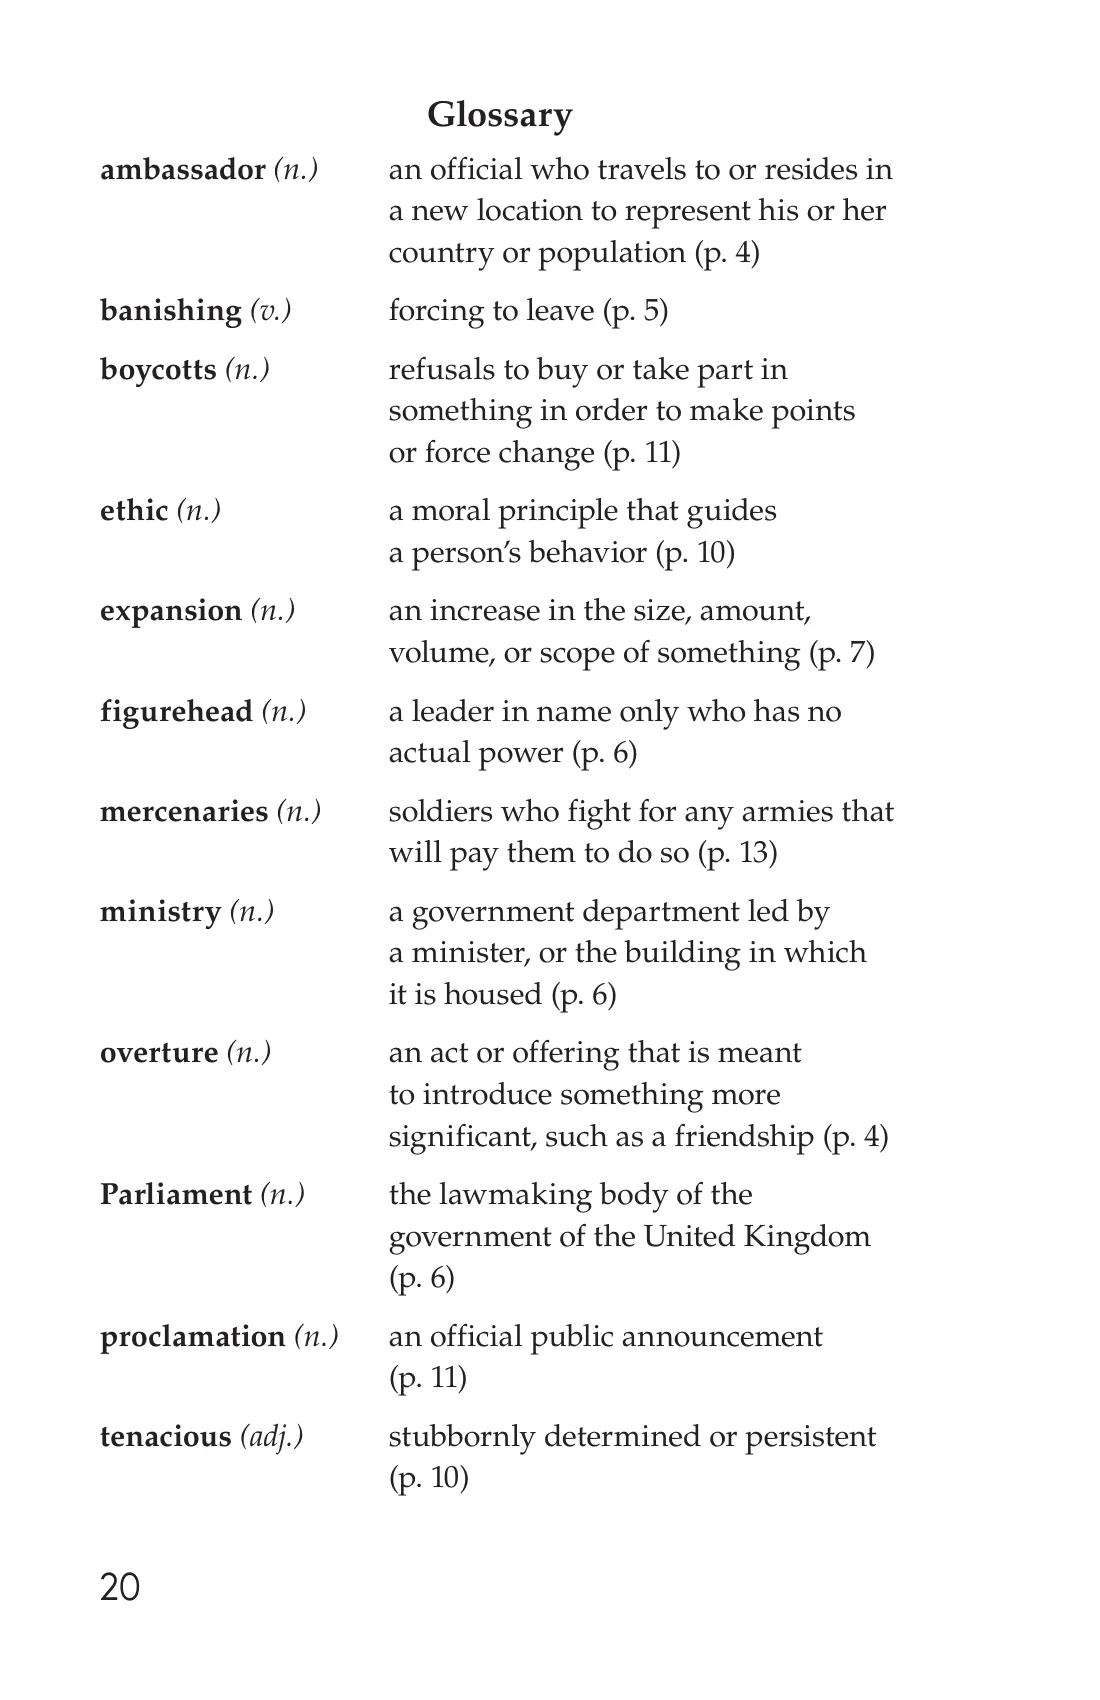 Glossary
ambassador (n.) an official who travels to or resides in
a new location to represent his or her
country or population (p. 4)
banishing (v.) forcing to leave (p. 5)
boycotts (n.) refusals to buy or take part in
something in order to make points
or force change (p. 11)
ethic (n.) a moral principle that guides
a person’s behavior (p. 10)
expansion (n.) an increase in the size, amount,
volume, or scope of something (p. 7)
figurehead (n.) a leader in name only who has no
actual power (p. 6)
mercenaries (n.) soldiers who fight for any armies that
will pay them to do so (p. 13)
ministry (n.) a government department led by
a minister, or the building in which
it is housed (p. 6)
overture (n.) an act or offering that is meant
to introduce something more
significant, such as a friendship (p. 4)
Parliament (n.) the lawmaking body of the
government of the United Kingdom
(p. 6)
proclamation (n.) an official public announcement
(p. 11)
tenacious (adj.) stubbornly determined or persistent
(p. 10)
20